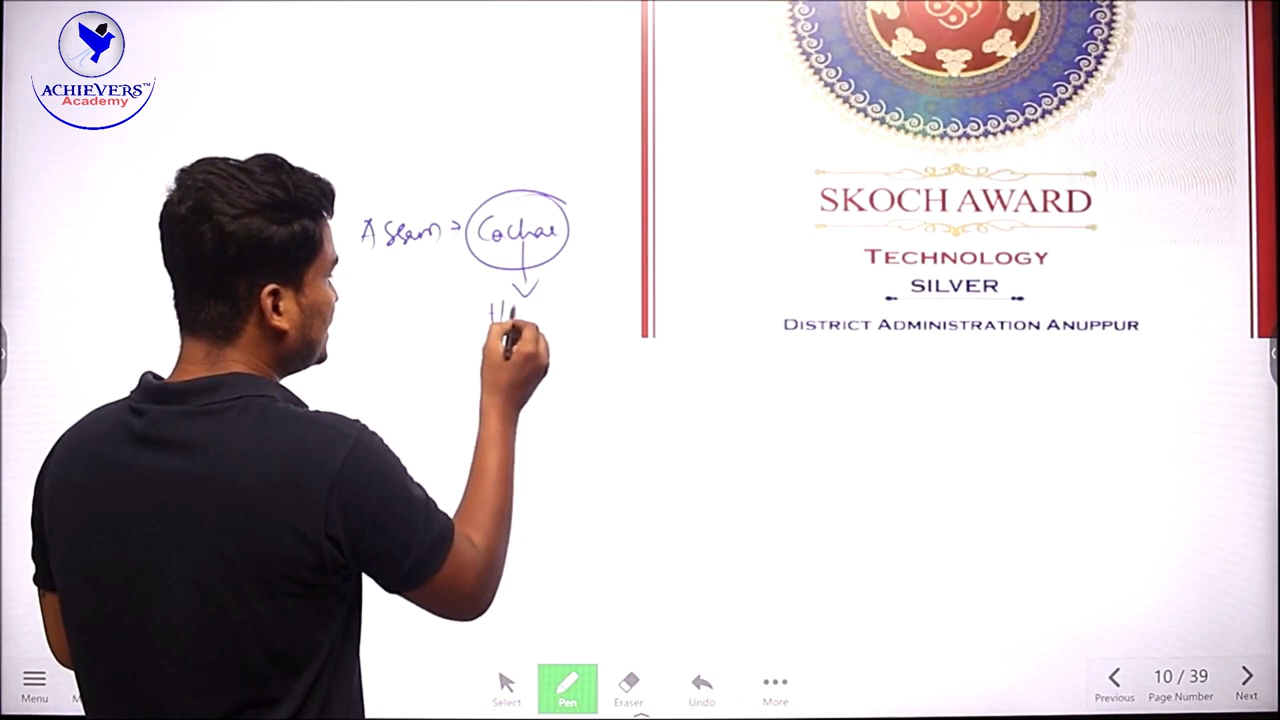 ACHIEVERS™
Academy
Assam → Cochar
SKOCH AWARD
TECHNOLOGY
SILVER
DISTRICT ADMINISTRATION ANUPPUR
Menu
Select
Pen
Eraser
Undo
More
Previous
10 / 39
Page Number
Next